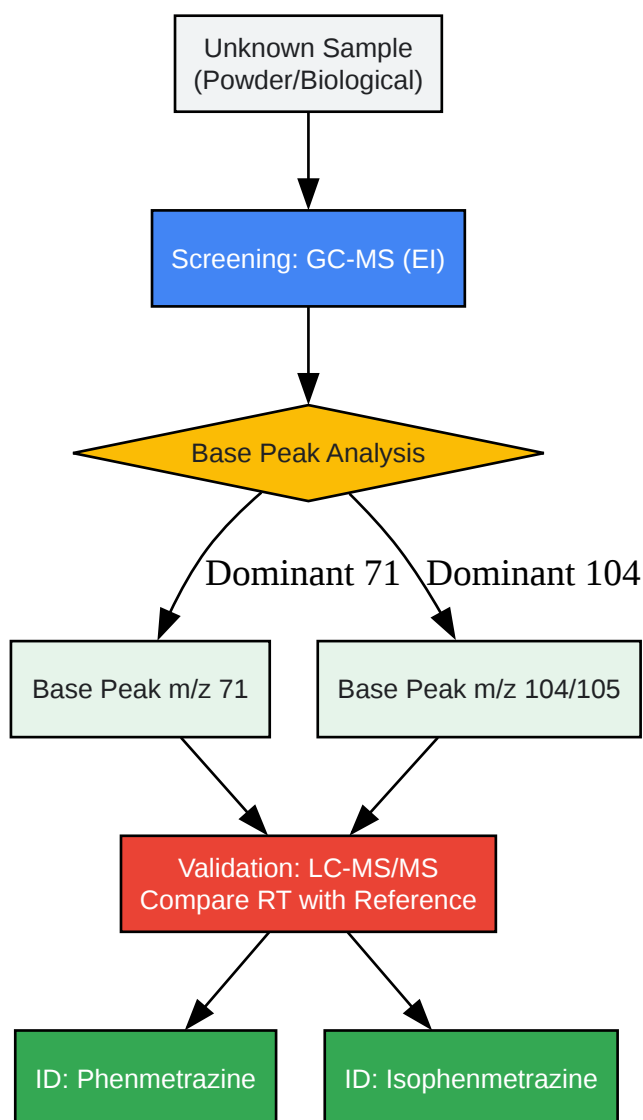 Unknown Sample
(Powder/Biological)
Screening: GC-MS (EI)
Base Peak Analysis
Dominant 71
Dominant 104
Base Peak m/z 71
Base Peak m/z 104/105
Validation: LC-MS/MS
Compare RT with Reference
ID: Phenmetrazine
ID: Isophenmetrazine